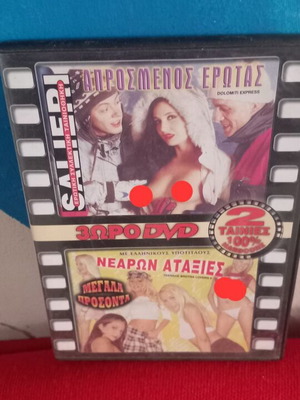 SALIERI
ΑΠΡΟΣΜΕΝΟΣ ΕΡΩΤΑΣ
DOLOMITI EXPRESS
3ΩΡΟ DVD
2
ΤΑΙΝΙΕΣ
100%
ΜΕ ΕΛΛΗΝΙΚΟΥΣ ΥΠΟΤΙΤΛΟΥΣ
ΝΕΑΡΩΝ ΑΤΑΞΙΕΣ
ΜΕΓΑΛΑ
ΠΡΟΣΟΝΤΑ